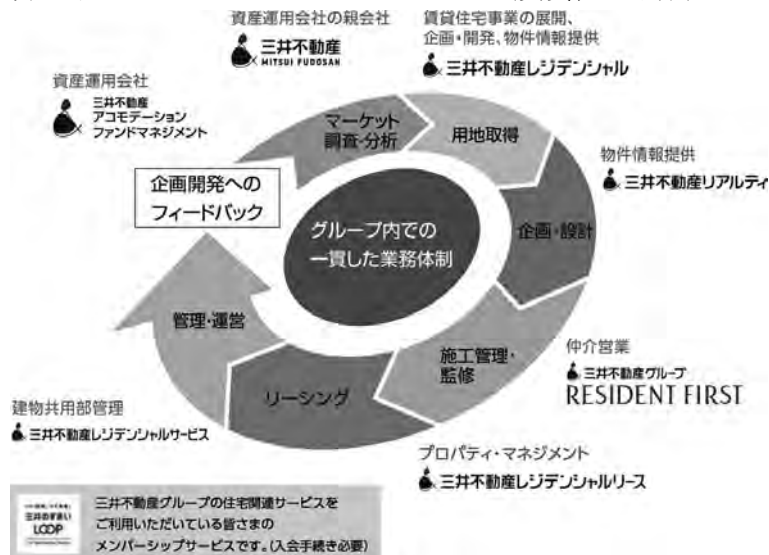 資産運用会社の親会社
三井不動産
MITSUI FUDOSAN
賃貸住宅事業の展開、
企画・開発、物件情報提供
三井不動産レジデンシャル
資産運用会社
三井不動産
アコモデーション
ファンドマネジメント
マーケット
調査・分析
用地取得
物件情報提供
三井不動産リアルティ
企画開発への
フィードバック
グループ内での
一貫した業務体制
企画・設計
管理・運営
施工管理・
監修
仲介営業
三井不動産グループ
RESIDENT FIRST
リーシング
建物共用部管理
三井不動産レジデンシャルサービス
プロパティ・マネジメント
三井不動産レジデンシャルリース
三井のすまい
LOOP
三井不動産グループの住宅関連サービスを
ご利用いただいている皆さまの
メンバーシップサービスです。(入会手続き必要)